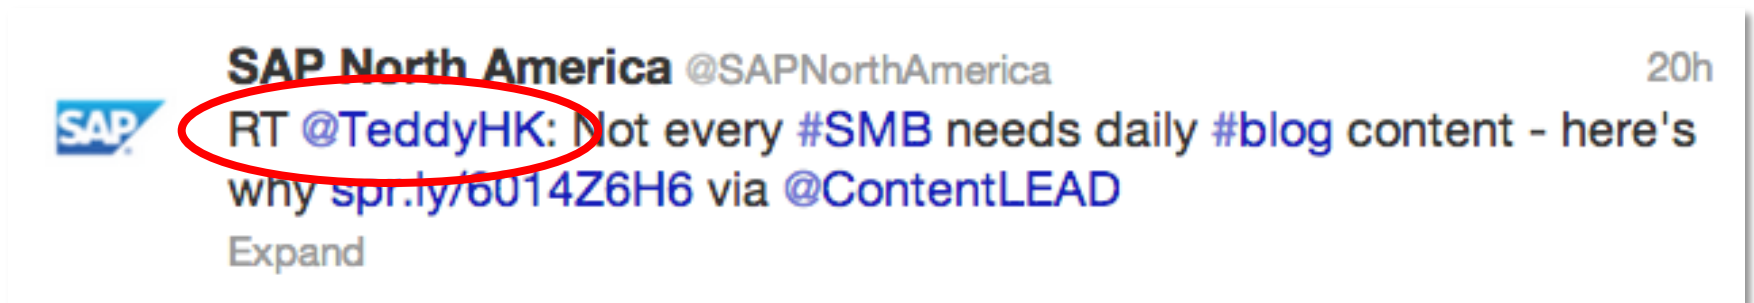 SAP North America @SAPNorthAmerica 20h
SAP
RT @TeddyHK: Not every #SMB needs daily #blog content - here's
why spr.ly/6014Z6H6 via @ContentLEAD
Expand